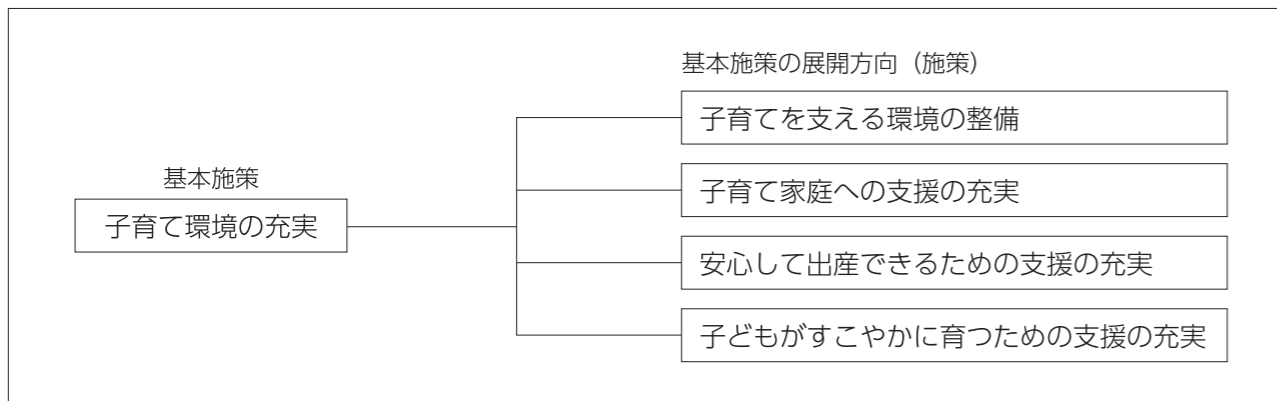 基本施策
子育て環境の充実
基本施策の展開方向（施策）
子育てを支える環境の整備
子育て家庭への支援の充実
安心して出産できるための支援の充実
子どもがすこやかに育つための支援の充実